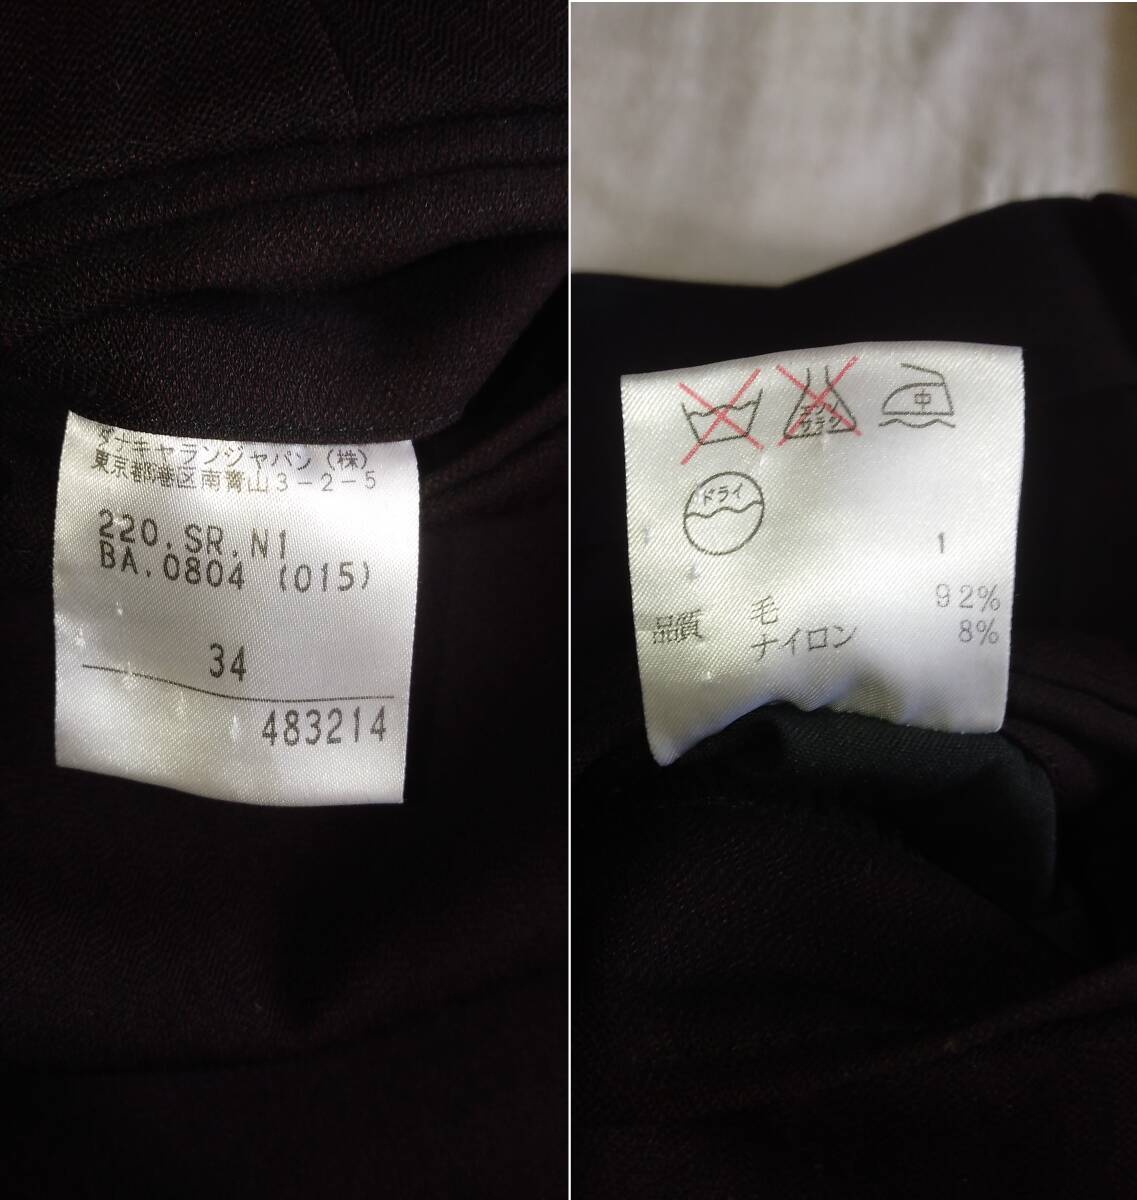 ダナキャランジャパン (株)
東京都港区南青山3-2-5
220.SR.N1
BA.0804 (015)
34
483214
エンソ
サラシ
中
ドライ
1
品質 毛 92%
ナイロン 8%